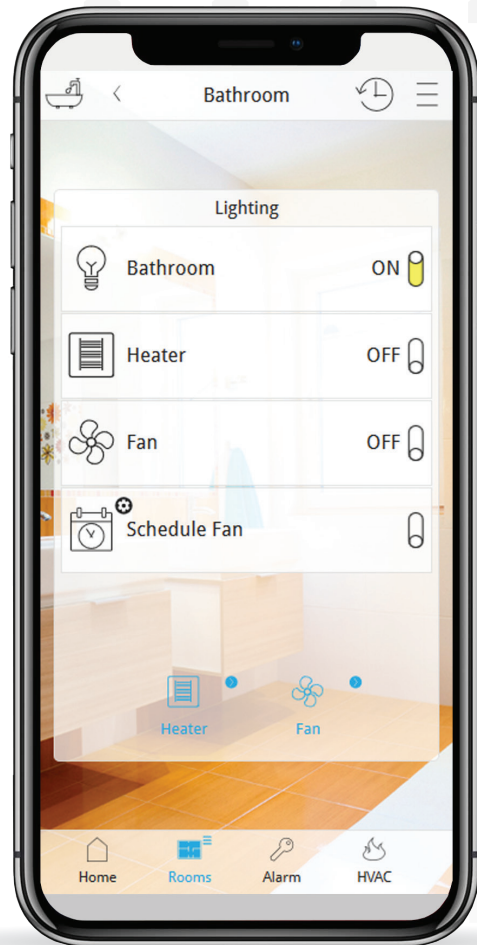 Bathroom
Lighting
Bathroom ON
Heater OFF
Fan OFF
Schedule Fan
Heater Fan
Home Rooms Alarm HVAC